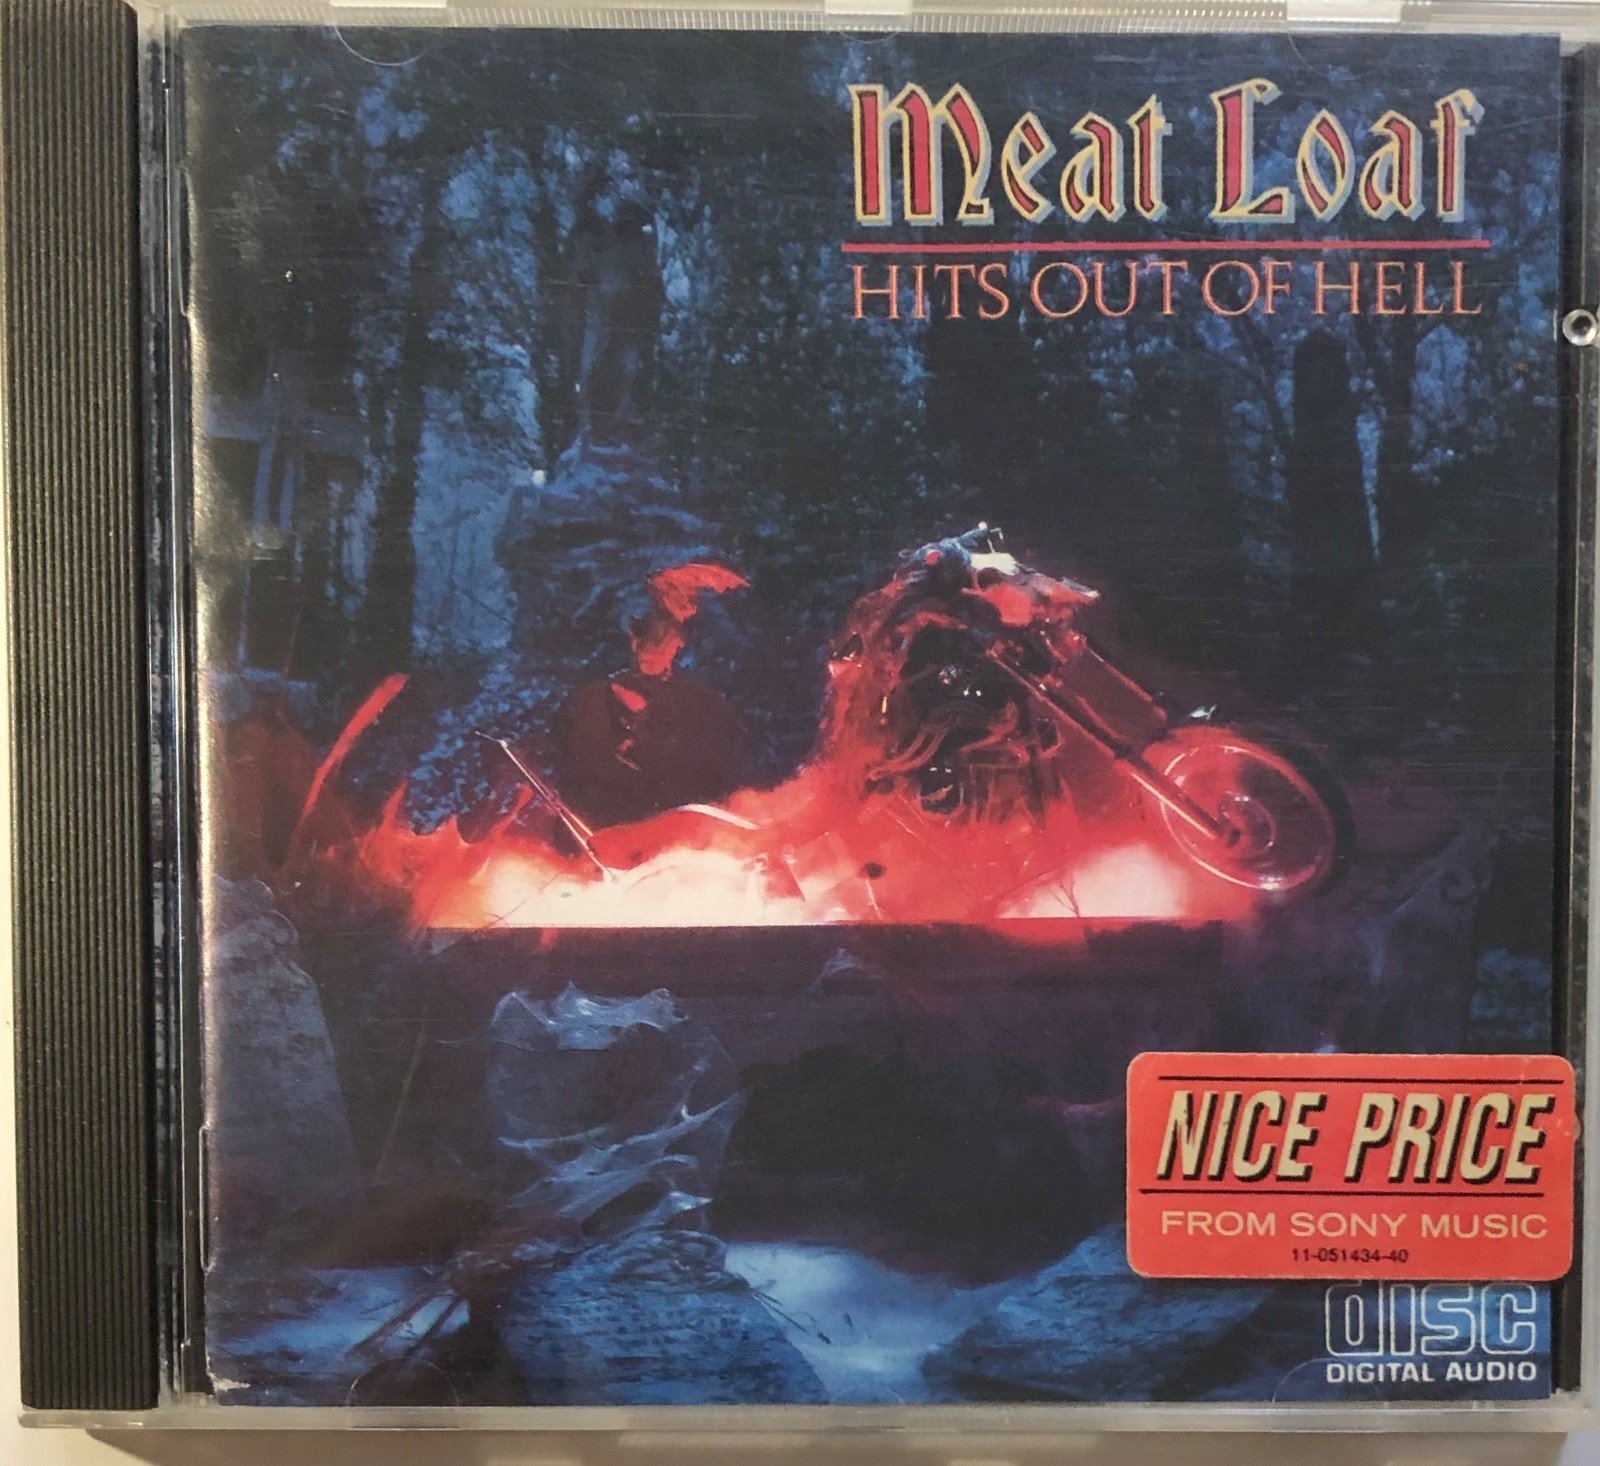 Meat Loaf
HITS OUT OF HELL
NICE PRICE
FROM SONY MUSIC
11-051434-40
disc
DIGITAL AUDIO